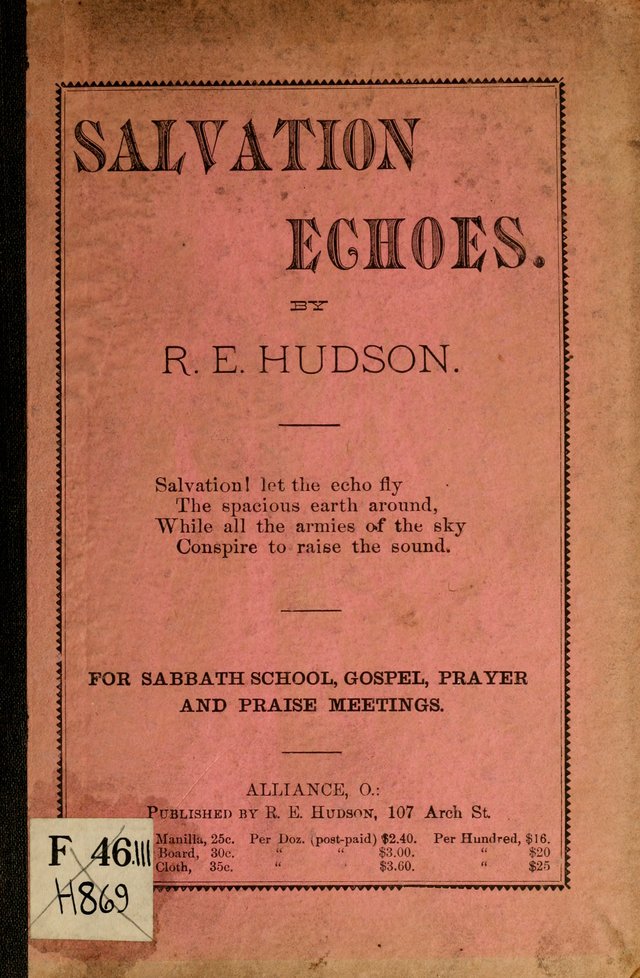 SALVATION
ECHOES.
BY
R. E. HUDSON.
Salvation! let the echo fly
The spacious earth around,
While all the armies of the sky
Conspire to raise the sound.
FOR SABBATH SCHOOL, GOSPEL, PRAYER
AND PRAISE MEETINGS.
ALLIANCE, O.:
PUBLISHED BY R. E. HUDSON, 107 Arch St.
Manilla, 25c. Per Doz. (post-paid) $2.40. Per Hundred, $16.
Board, 30c. " " $3.00. " $20
Cloth, 35c. " " $3.60. " $25
F 46.111
H869